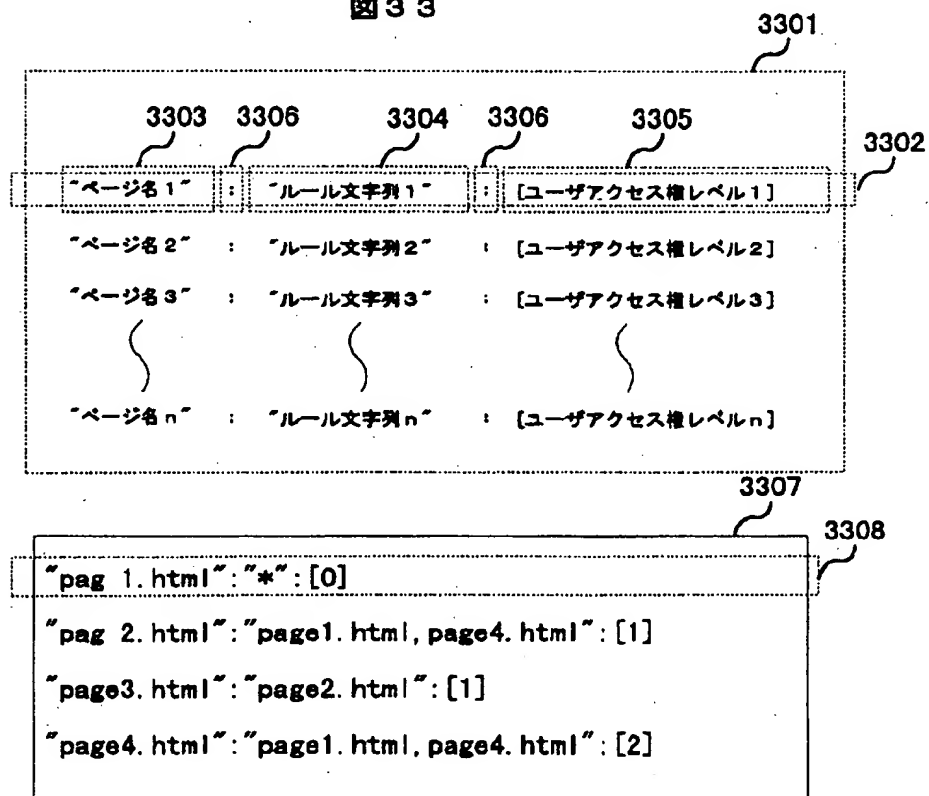 図33
3301
3303 3306 3304 3306 3305
3302
"ページ名1" : "ルール文字列1" : [ユーザアクセス権レベル1]
"ページ名2" : "ルール文字列2" : [ユーザアクセス権レベル2]
"ページ名3" : "ルール文字列3" : [ユーザアクセス権レベル3]
"ページ名n" : "ルール文字列n" : [ユーザアクセス権レベルn]
3307
3308
"pag 1.html":"*":[0]
"pag 2.html":"page1.html,page4.html":[1]
"page3.html":"page2.html":[1]
"page4.html":"page1.html,page4.html":[2]